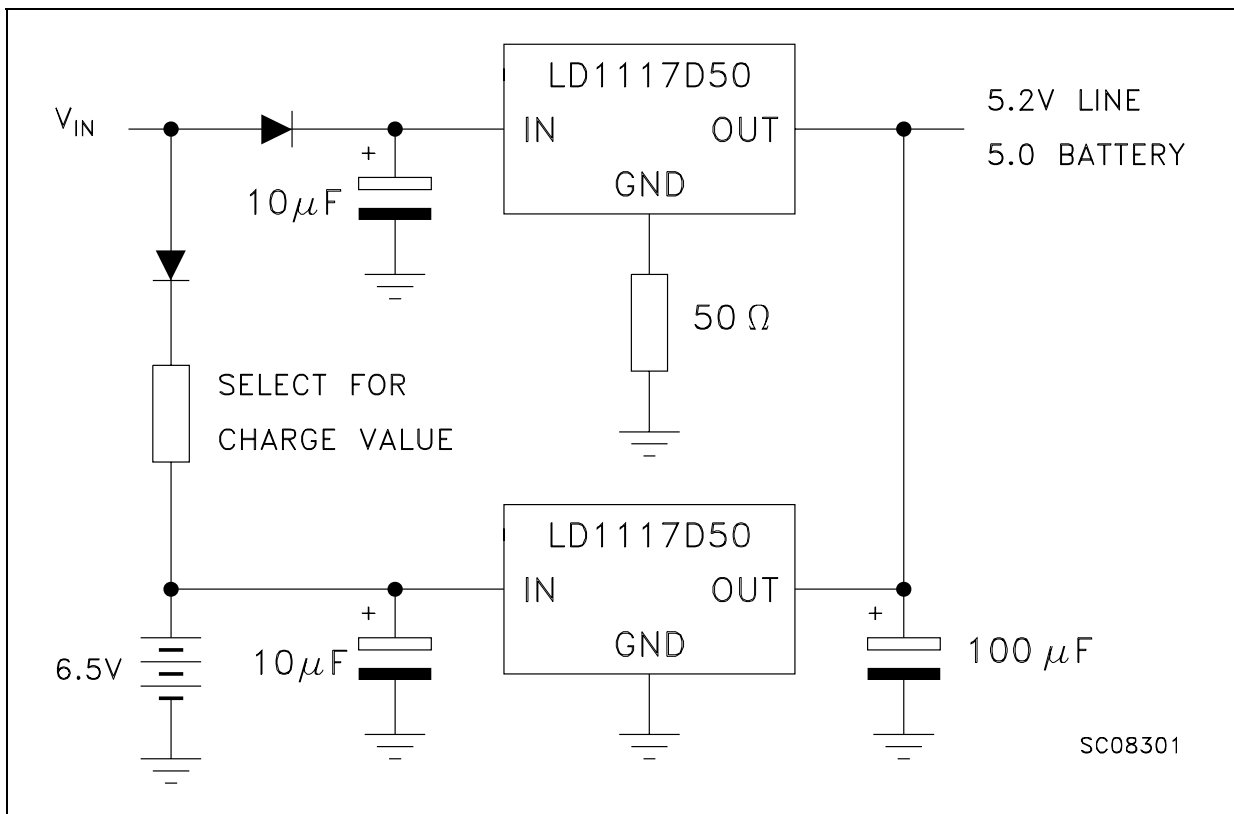 LD1117D50
V_IN
IN
OUT
GND
5.2V LINE
5.0 BATTERY
+
10μF
50 Ω
SELECT FOR
CHARGE VALUE
LD1117D50
IN
OUT
GND
6.5V
+
10μF
+
100 μF
SC08301